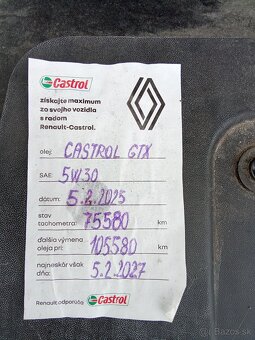 Castrol
získajte maximum
zo svojho vozidla
s radom
Renault-Castrol.
olej: CASTROL GTX
SAE: 5W30
dátum: 5.2.2025
stav
tachometra: 75580 km
ďalšia výmena
oleja pri: 105580 km
najneskôr však
dňa: 5.2.2027
Renault odporúča Castrol
bazos.sk